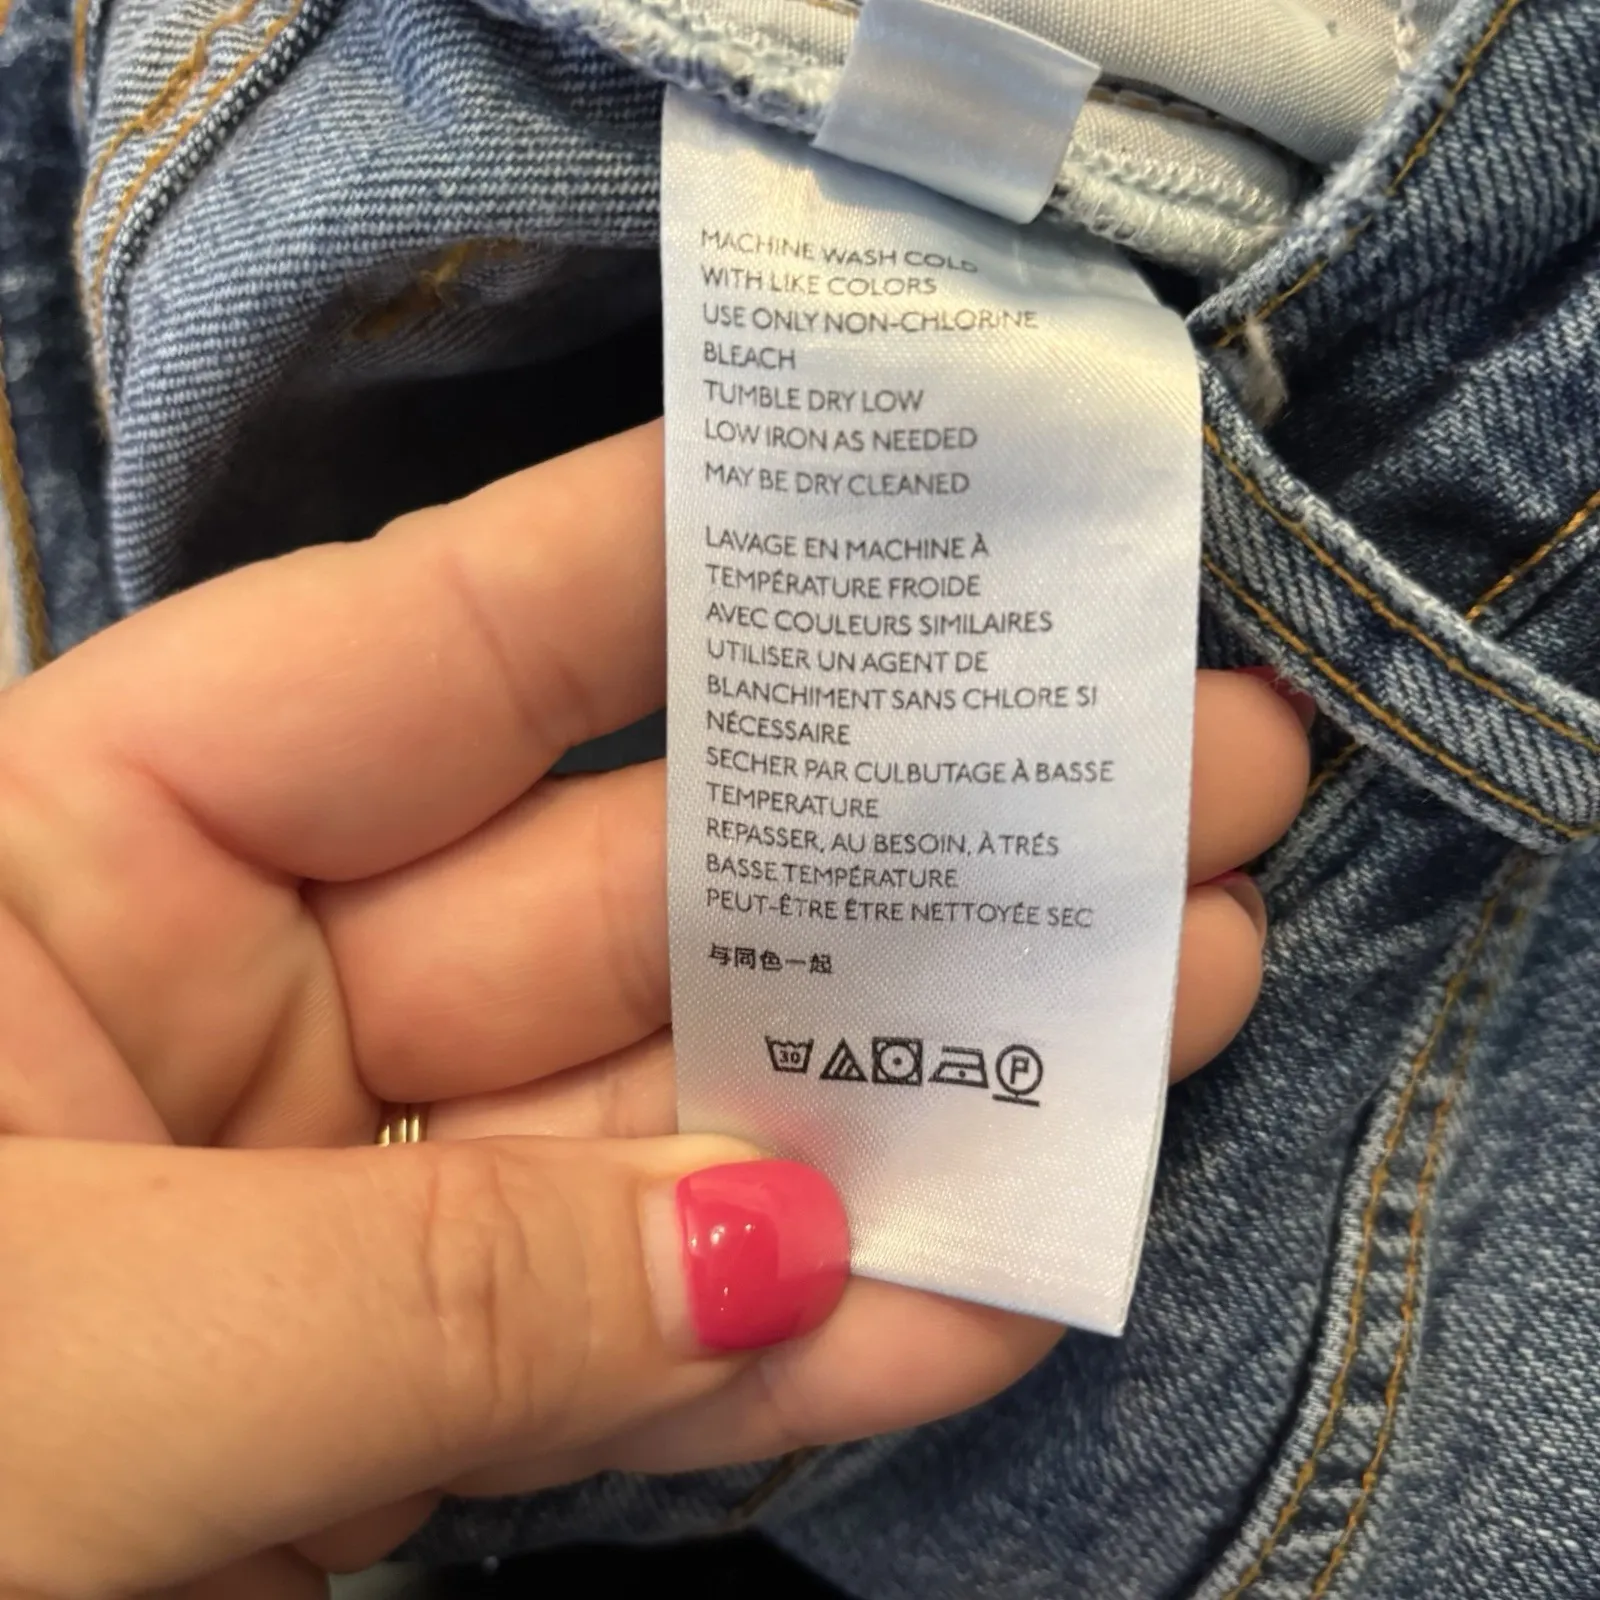 MACHINE WASH COLD
WITH LIKE COLORS
USE ONLY NON-CHLORINE
BLEACH
TUMBLE DRY LOW
LOW IRON AS NEEDED
MAY BE DRY CLEANED
LAVAGE EN MACHINE À
TEMPÉRATURE FROIDE
AVEC COULEURS SIMILAIRES
UTILISER UN AGENT DE
BLANCHIMENT SANS CHLORE SI
NÉCESSAIRE
SECHER PAR CULBUTAGE À BASSE
TEMPERATURE
REPASSER, AU BESOIN, À TRÉS
BASSE TEMPÉRATURE
PEUT-ÊTRE ÊTRE NETTOYÉE SEC
与同色一起
30 P